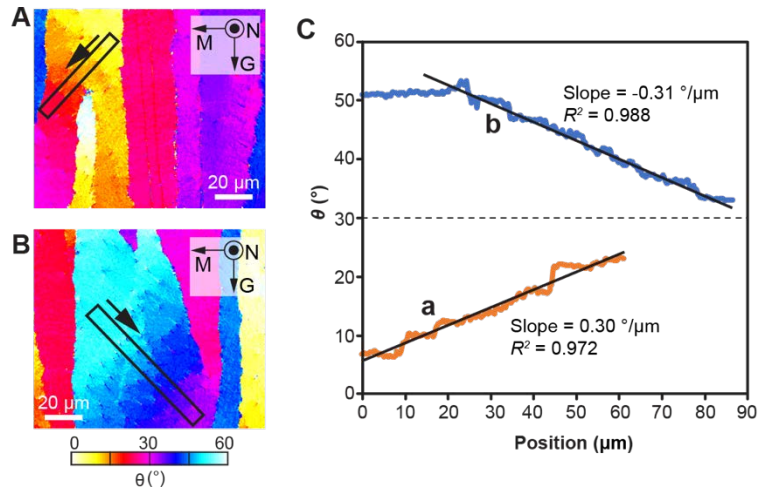 A
N
M
G
20 µm
B
N
M
G
20 µm
0 30 60
θ (°)
C
60
50
40
30
20
10
0
θ (°)
Slope = -0.31 °/µm
R² = 0.988
b
a
Slope = 0.30 °/µm
R² = 0.972
0 10 20 30 40 50 60 70 80 90
Position (µm)